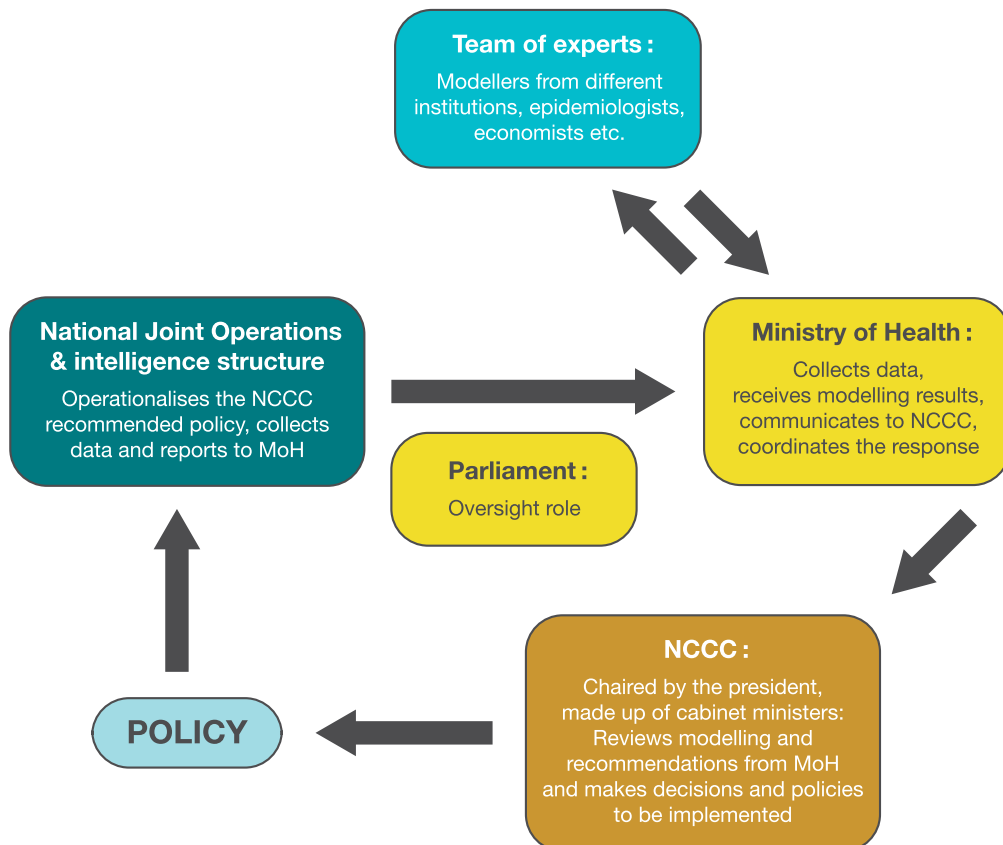 Team of experts:
Modellers from different
institutions, epidemiologists,
economists etc.
National Joint Operations
& intelligence structure
Operationalises the NCCC
recommended policy, collects
data and reports to MoH
Ministry of Health:
Collects data,
receives modelling results,
communicates to NCCC,
coordinates the response
Parliament:
Oversight role
NCCC:
Chaired by the president,
made up of cabinet ministers:
Reviews modelling and
recommendations from MoH
and makes decisions and policies
to be implemented
POLICY